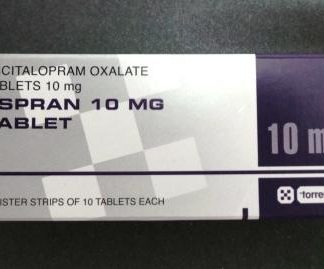 CITALOPRAM OXALATE
BLETS 10 mg
SPRAN 10 MG
ABLET
10 m
ISTER STRIPS OF 10 TABLETS EACH
torre